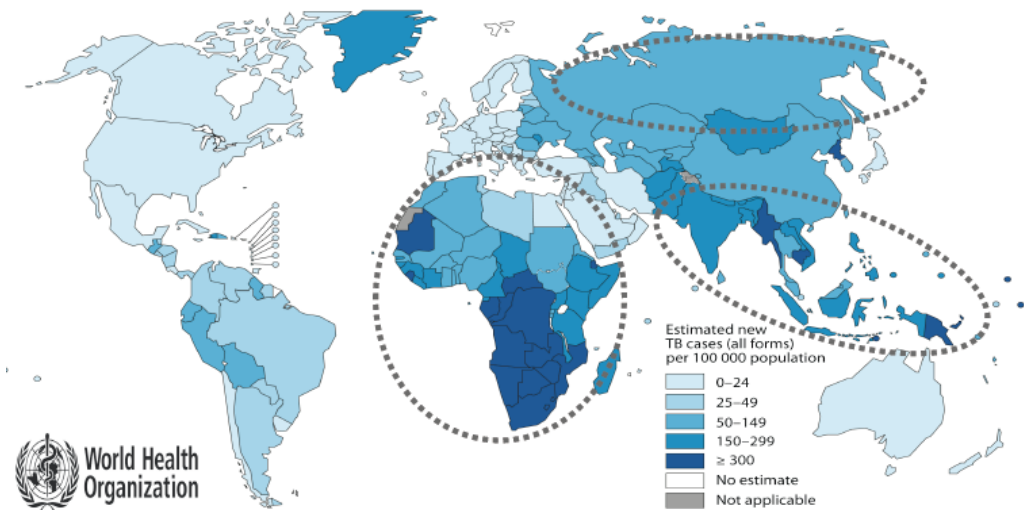 Estimated new
TB cases (all forms)
per 100 000 population
0–24
25–49
50–149
150–299
≥ 300
No estimate
Not applicable
World Health
Organization